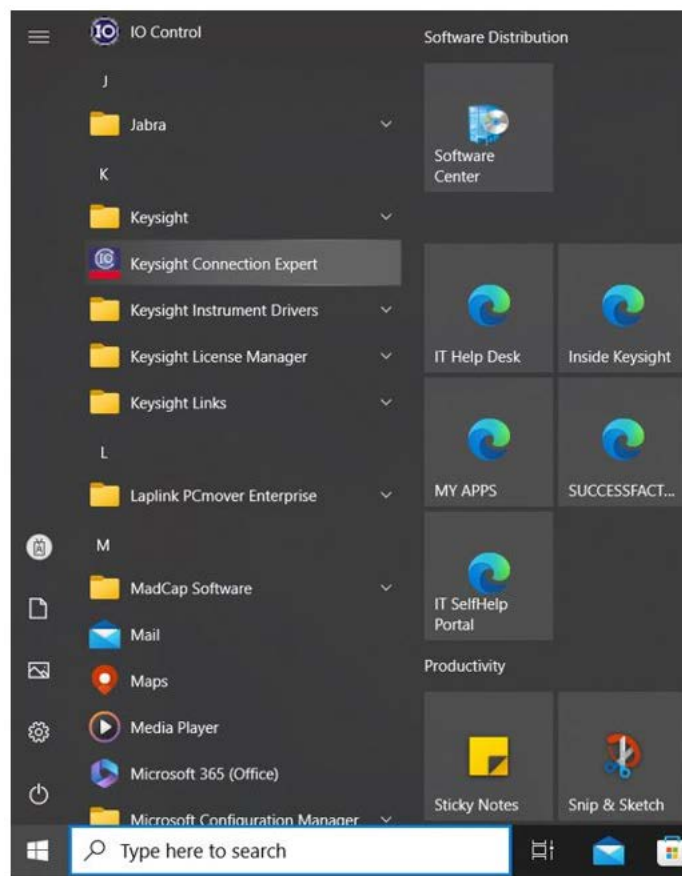 IO Control
J
Jabra
K
Keysight
Keysight Connection Expert
Keysight Instrument Drivers
Keysight License Manager
Keysight Links
L
Laplink PCmover Enterprise
M
MadCap Software
Mail
Maps
Media Player
Microsoft 365 (Office)
Microsoft Configuration Manager
Software Distribution
Software
Center
IT Help Desk
Inside Keysight
MY APPS
SUCCESSFACT...
IT SelfHelp
Portal
Productivity
Sticky Notes
Snip & Sketch
Type here to search